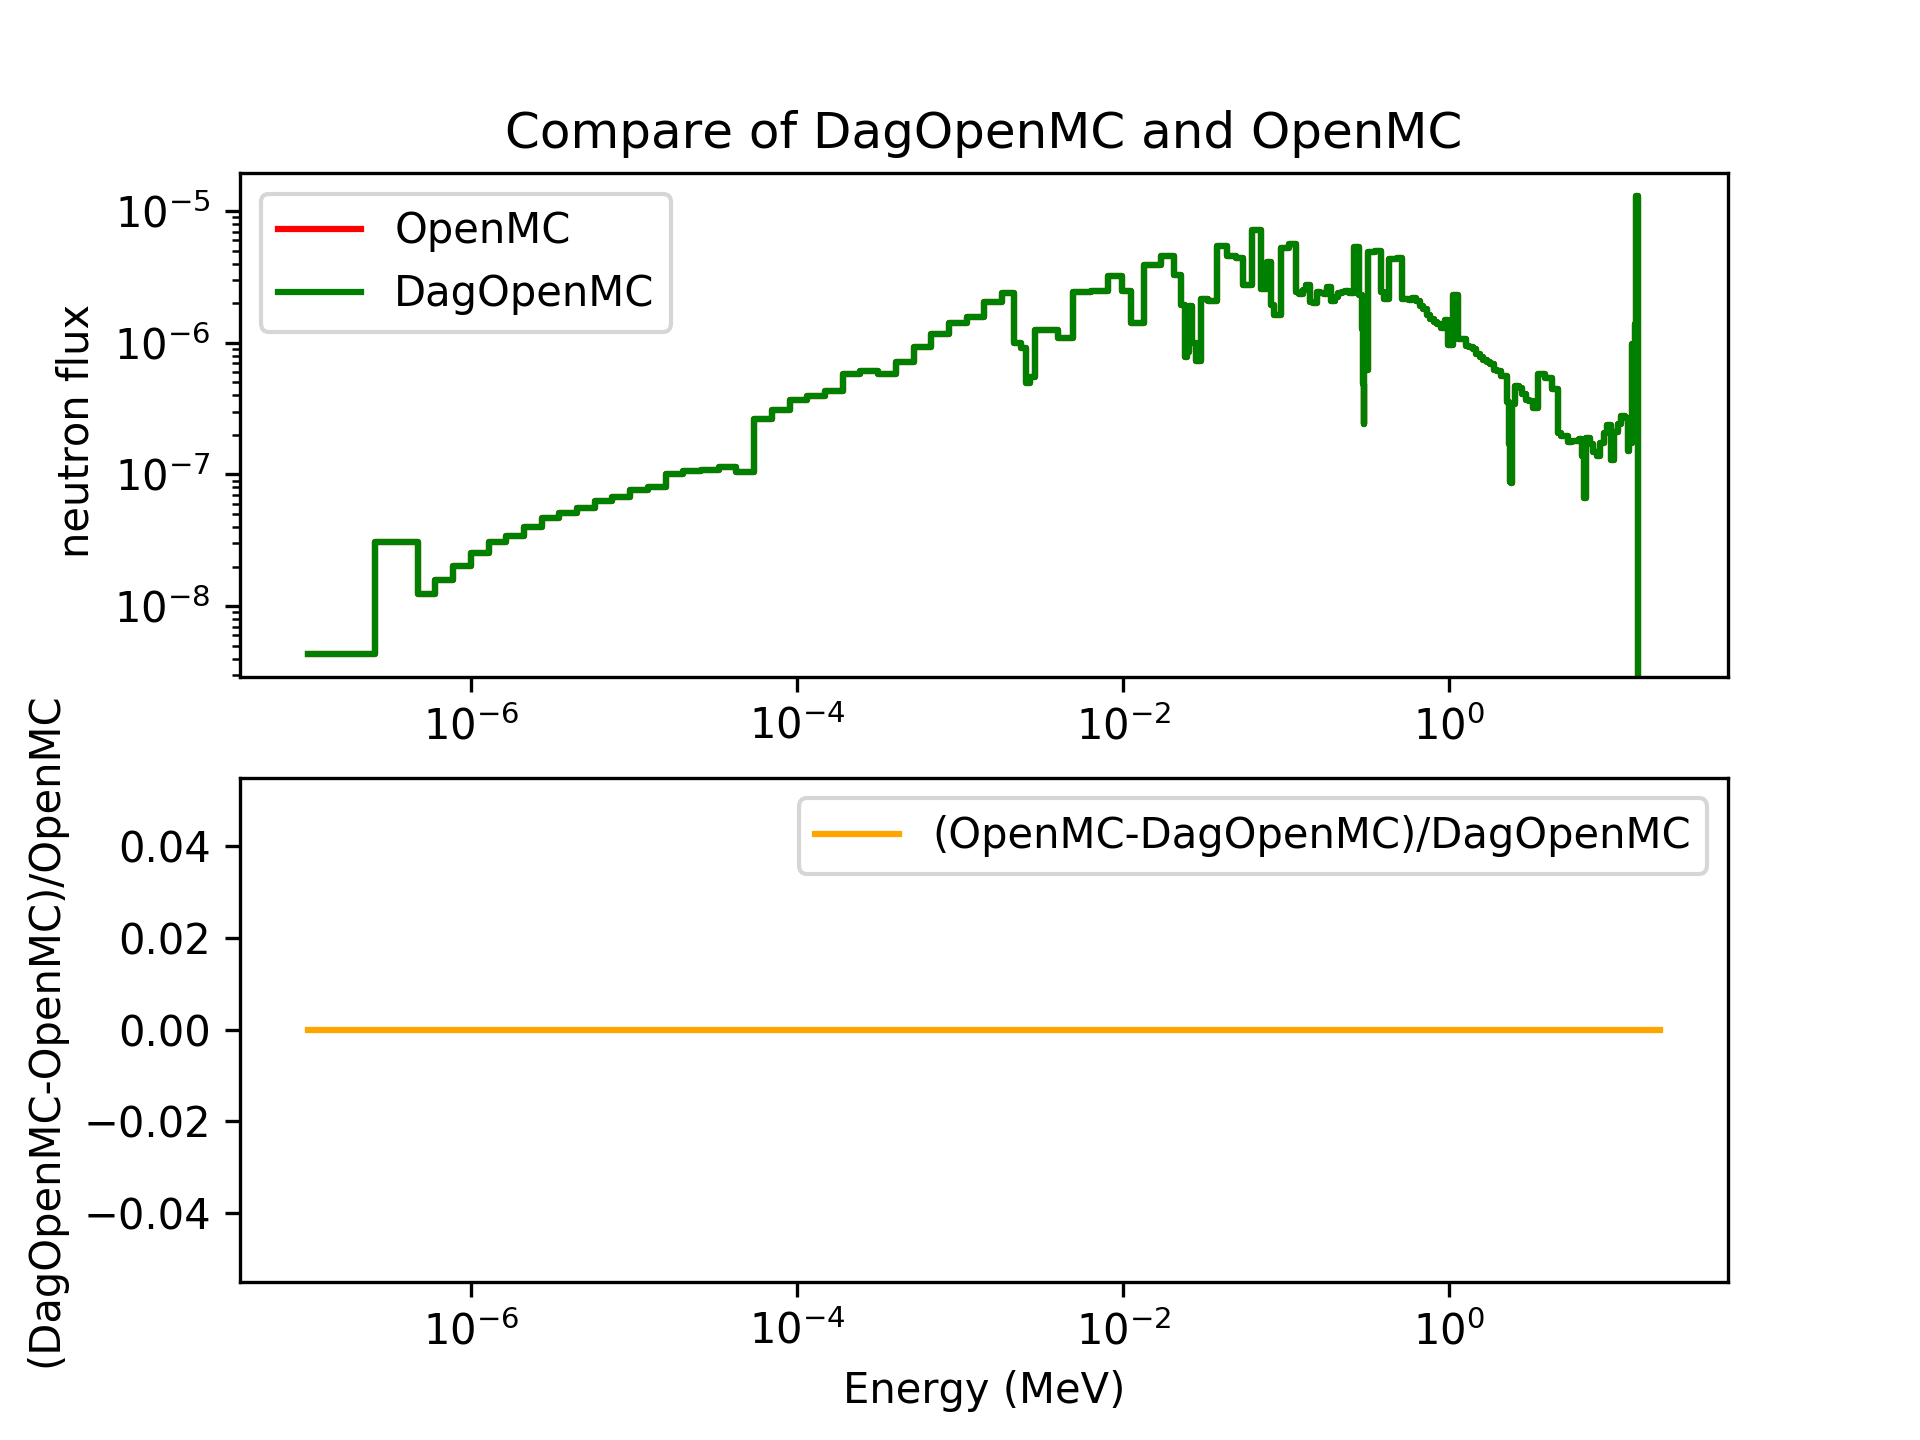 Compare of DagOpenMC and OpenMC
neutron flux
10⁻⁵
10⁻⁶
10⁻⁷
10⁻⁸
OpenMC
DagOpenMC
10⁻⁶ 10⁻⁴ 10⁻² 10⁰
(DagOpenMC-OpenMC)/OpenMC
0.04
0.02
0.00
−0.02
−0.04
(OpenMC-DagOpenMC)/DagOpenMC
10⁻⁶ 10⁻⁴ 10⁻² 10⁰
Energy (MeV)